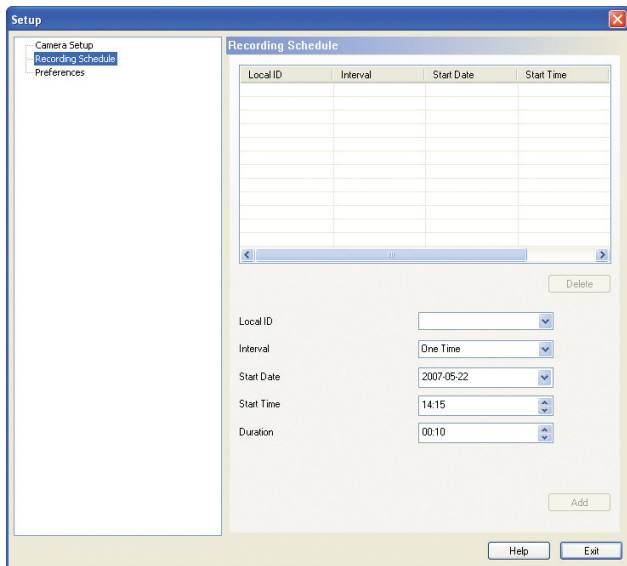 Setup
Camera Setup
Recording Schedule
Preferences
Recording Schedule
Local ID Interval Start Date Start Time
Delete
Local ID
Interval One Time
Start Date 2007-05-22
Start Time 14:15
Duration 00:10
Add
Help Exit